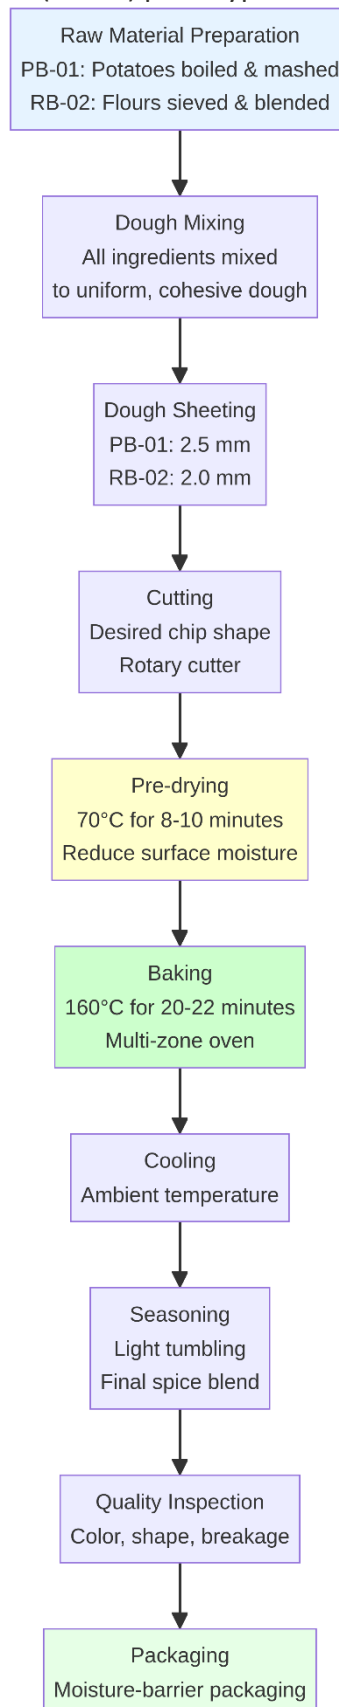 Raw Material Preparation
PB-01: Potatoes boiled & mashed
RB-02: Flours sieved & blended
Dough Mixing
All ingredients mixed
to uniform, cohesive dough
Dough Sheeting
PB-01: 2.5 mm
RB-02: 2.0 mm
Cutting
Desired chip shape
Rotary cutter
Pre-drying
70°C for 8-10 minutes
Reduce surface moisture
Baking
160°C for 20-22 minutes
Multi-zone oven
Cooling
Ambient temperature
Seasoning
Light tumbling
Final spice blend
Quality Inspection
Color, shape, breakage
Packaging
Moisture-barrier packaging